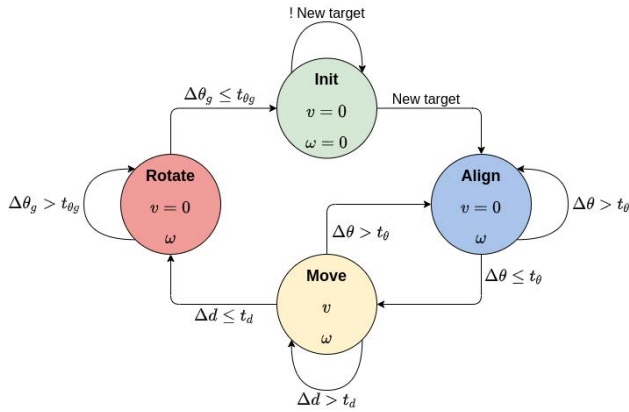 ! New target
Init
v = 0
ω = 0
Δθ_g ≤ t_θg
New target
Rotate
v = 0
ω
Δθ_g > t_θg
Align
v = 0
ω
Δθ > t_θ
Δθ > t_θ
Δθ ≤ t_θ
Move
v
ω
Δd ≤ t_d
Δd > t_d